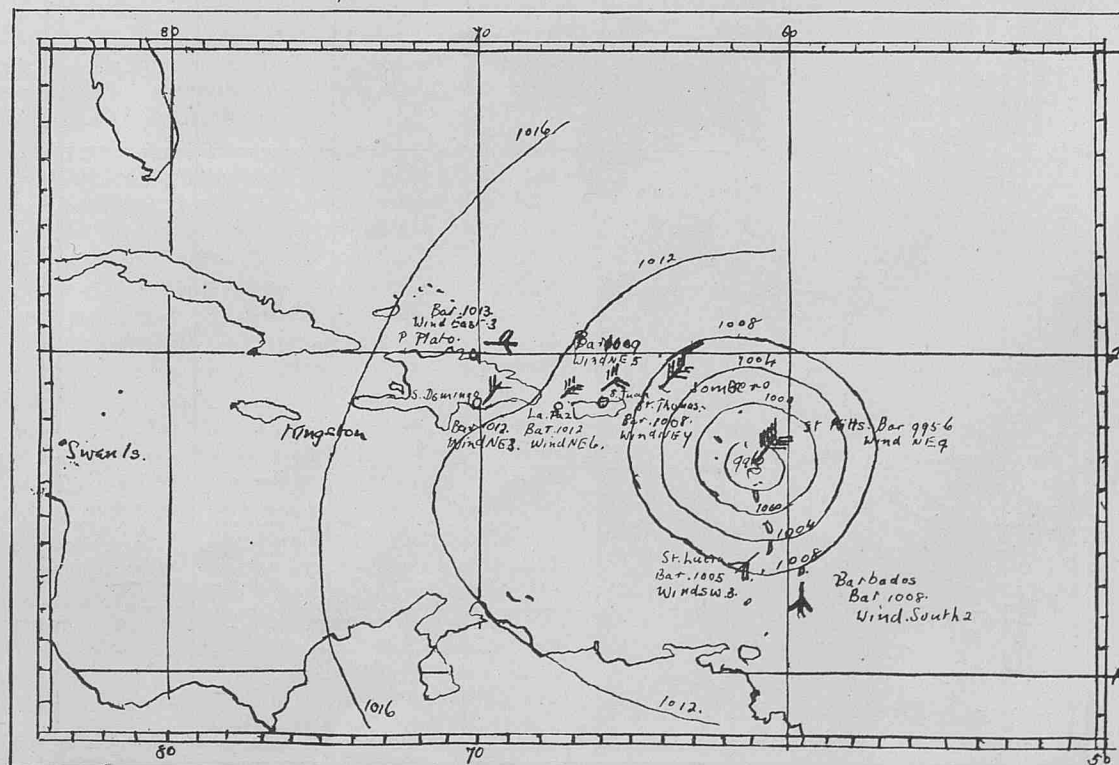 80
70
60
1016
1012
1008
1004
1000
Bar. 1013
Wind East 3
P. Plato.
Bar 1009
Wind NE 5
S. Juan
St. Thomas.
Bar. 1008.
Wind NE 4
Sombrero
St Kitts. Bar 995.6
Wind NE 9
S. Domingo
Bar 1012.
Wind NE 3.
La. Paz
Bar. 1012
Wind NE 6.
Kingston
Swan Is.
1000
1004
1008
St. Lucia
Bar. 1005
Wind SW 3.
Barbados
Bar 1008.
Wind. South 2
1016
1012.
80
70